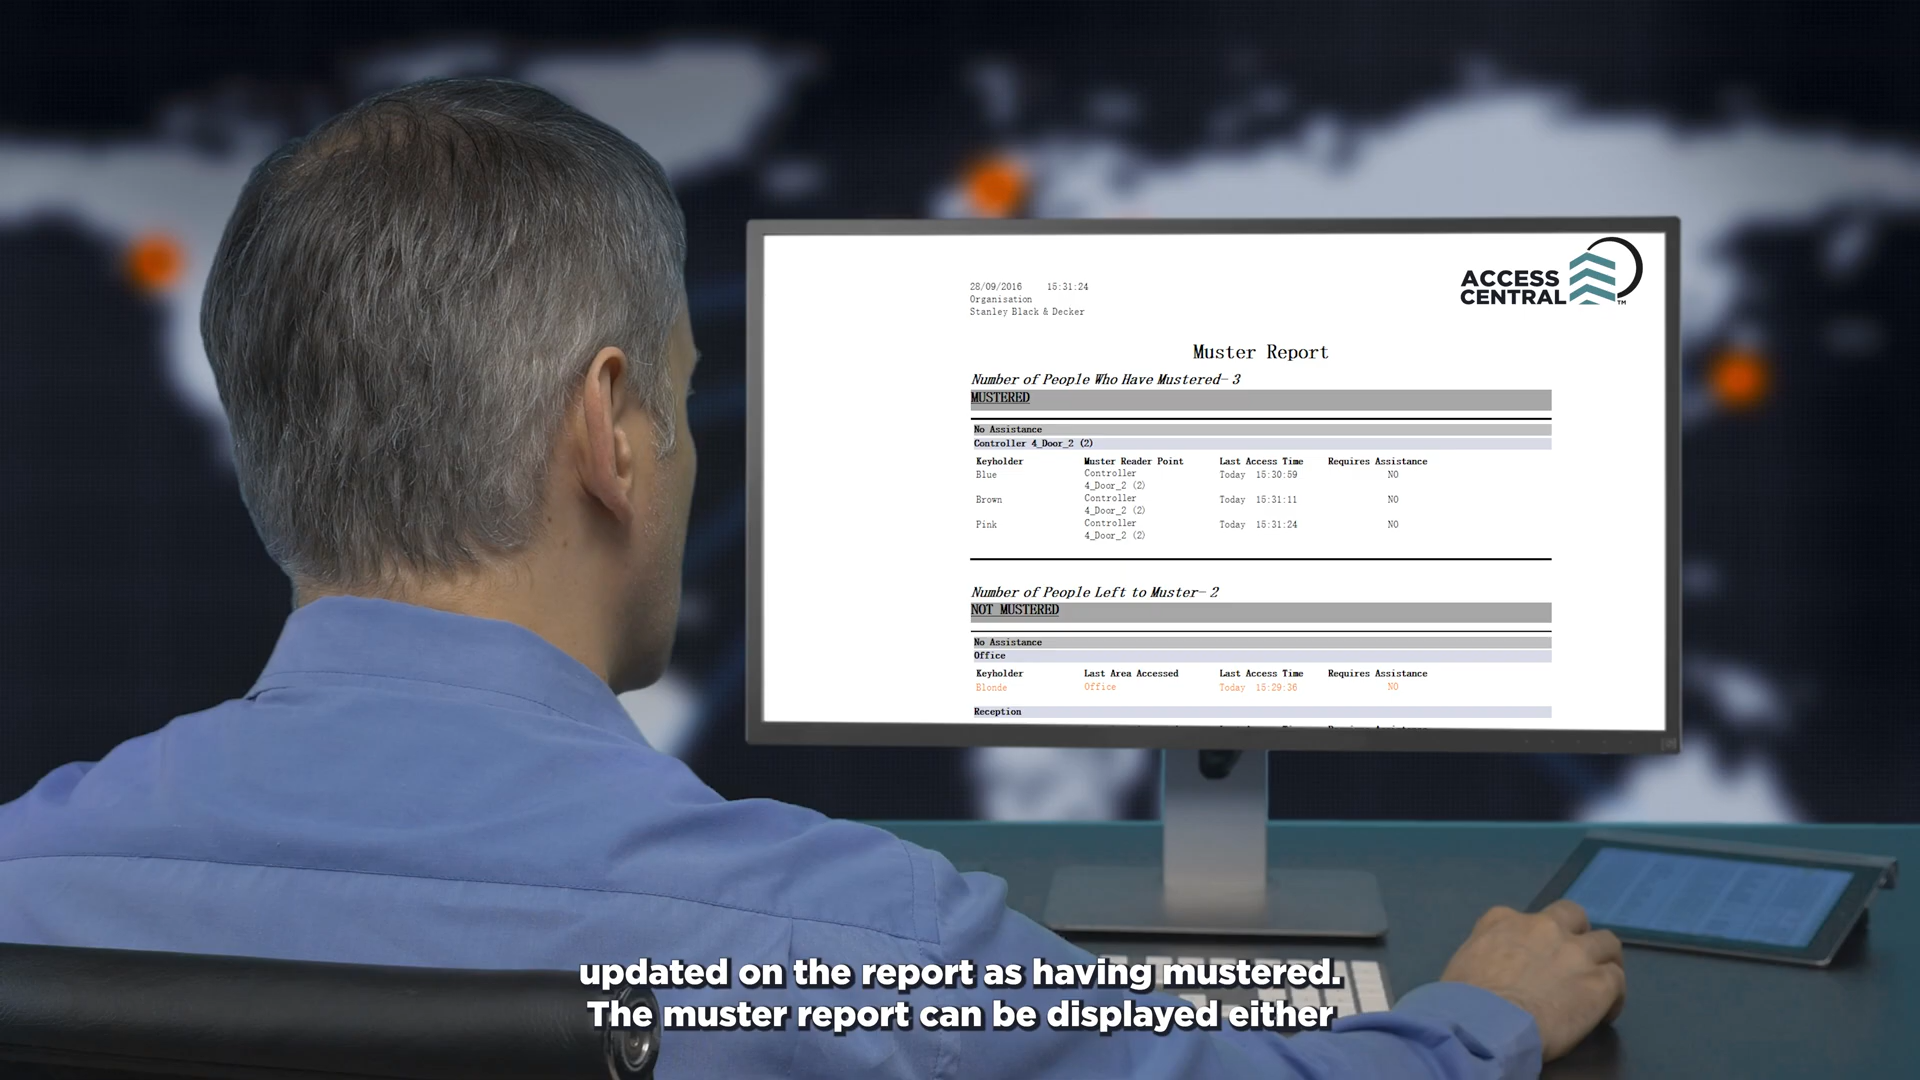 ACCESS
CENTRAL
TM
28/09/2016 15:31:24
Organisation
Stanley Black & Decker
Muster Report
Number of People Who Have Mustered- 3
MUSTERED
No Assistance
Controller 4_Door_2 (2)
Keyholder Muster Reader Point Last Access Time Requires Assistance
Blue Controller 4_Door_2 (2) Today 15:30:59 NO
Brown Controller 4_Door_2 (2) Today 15:31:11 NO
Pink Controller 4_Door_2 (2) Today 15:31:24 NO
Number of People Left to Muster- 2
NOT MUSTERED
No Assistance
Office
Keyholder Last Area Accessed Last Access Time Requires Assistance
Blonde Office Today 15:29:36 NO
Reception
updated on the report as having mustered.
The muster report can be displayed either